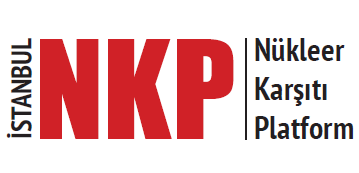 İSTANBUL
NKP
Nükleer
Karşıtı
Platform